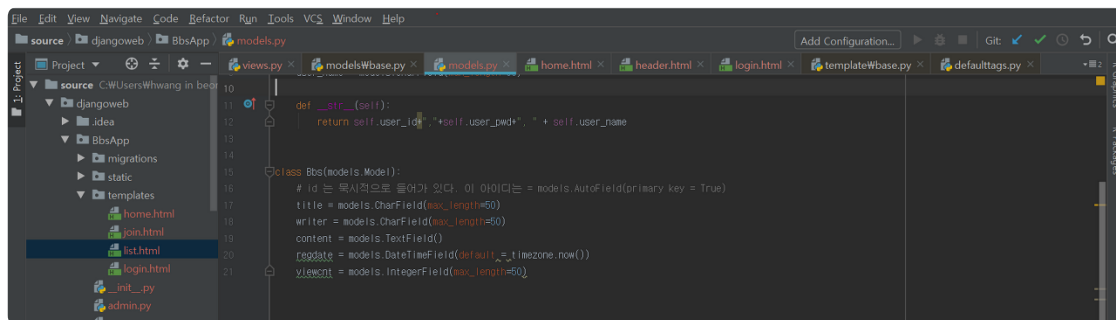 File Edit View Navigate Code Refactor Run Tools VCS Window Help
source djangoweb BbsApp models.py Add Configuration... Git:
1: Project Project views.py models₩base.py models.py home.html header.html login.html template₩base.py defaulttags.py
source C:₩Users₩hwang in beor 10
djangoweb 11 def __str__(self):
.idea 12 return self.user_id+","+self.user_pwd+", " + self.user_name
BbsApp 13
migrations 14
static 15 class Bbs(models.Model):
templates 16 # id 는 묵시적으로 들어가 있다. 이 아이디는 = models.AutoField(primary key = True)
home.html 17 title = models.CharField(max_length=50)
join.html 18 writer = models.CharField(max_length=50)
list.html 19 content = models.TextField()
login.html 20 regdate = models.DateTimeField(default = timezone.now())
__init__.py 21 viewcnt = models.IntegerField(max_length=50)
admin.py